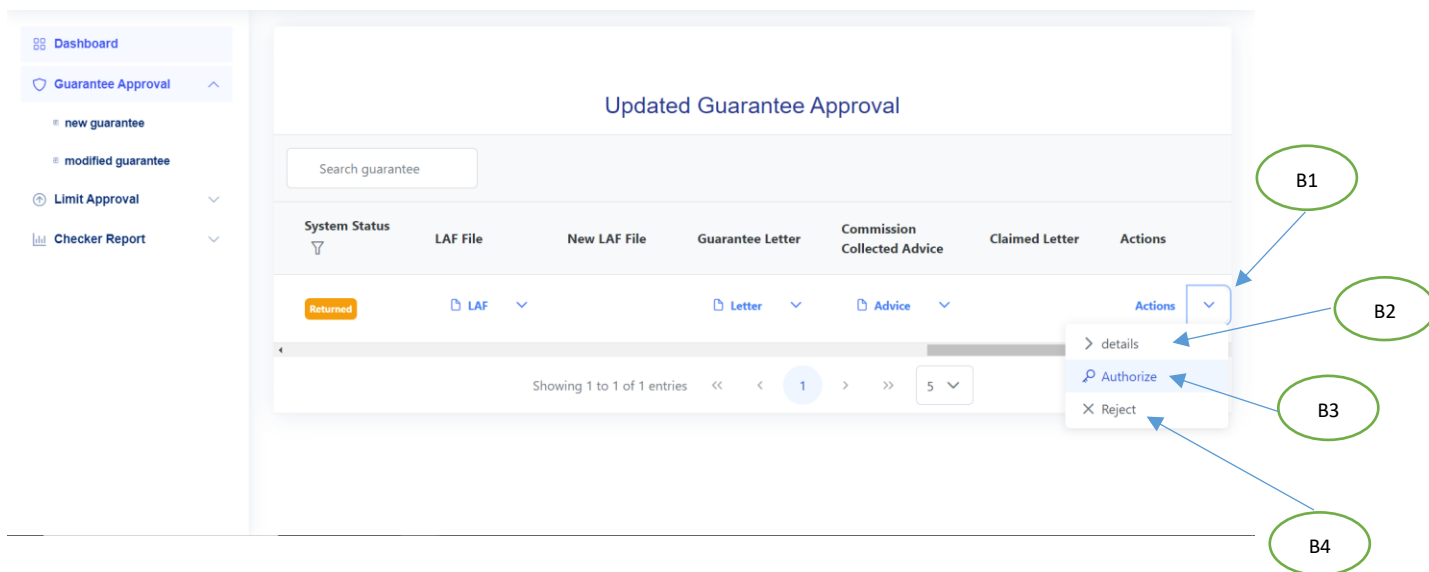 Dashboard
Guarantee Approval
new guarantee
modified guarantee
Limit Approval
Checker Report
Updated Guarantee Approval
Search guarantee
System Status
LAF File
New LAF File
Guarantee Letter
Commission
Collected Advice
Claimed Letter
Actions
Returned
LAF
Letter
Advice
Actions
details
Authorize
Reject
Showing 1 to 1 of 1 entries << < 1 > >> 5
B1
B2
B3
B4